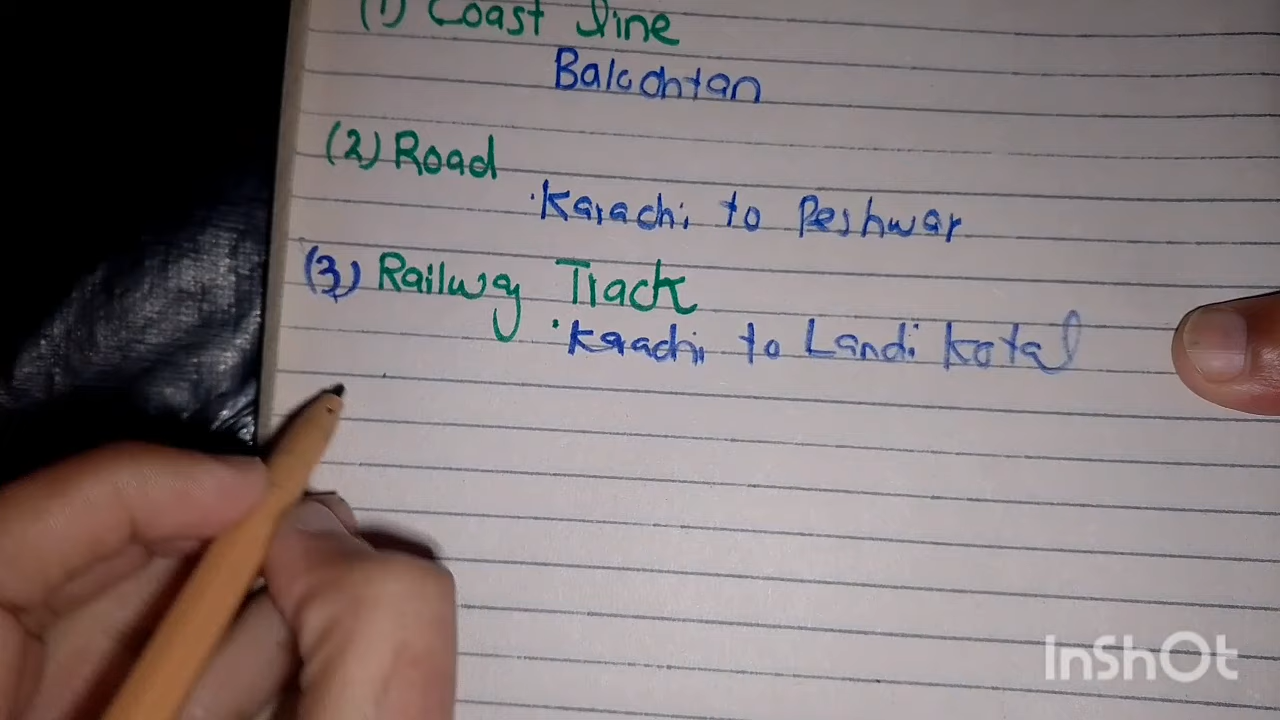 (1) Coast line
Balochtan
(2) Road
·Karachi to Peshwar
(3) Railway Track
·Karachi to Landi Kotal
InShOt